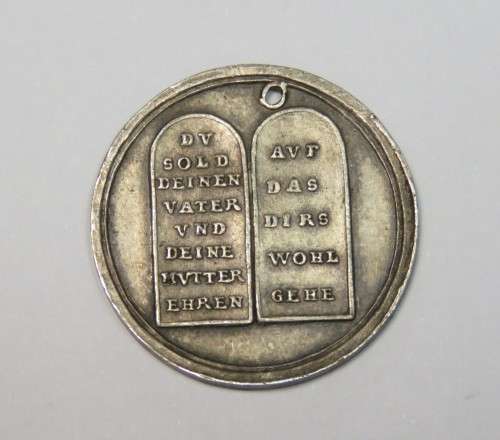 DV
SOLD
DEINEN
VATER
VND
DEINE
MVTTER
EHREN
AVF
DAS
DIRS
WOHL
GEHE